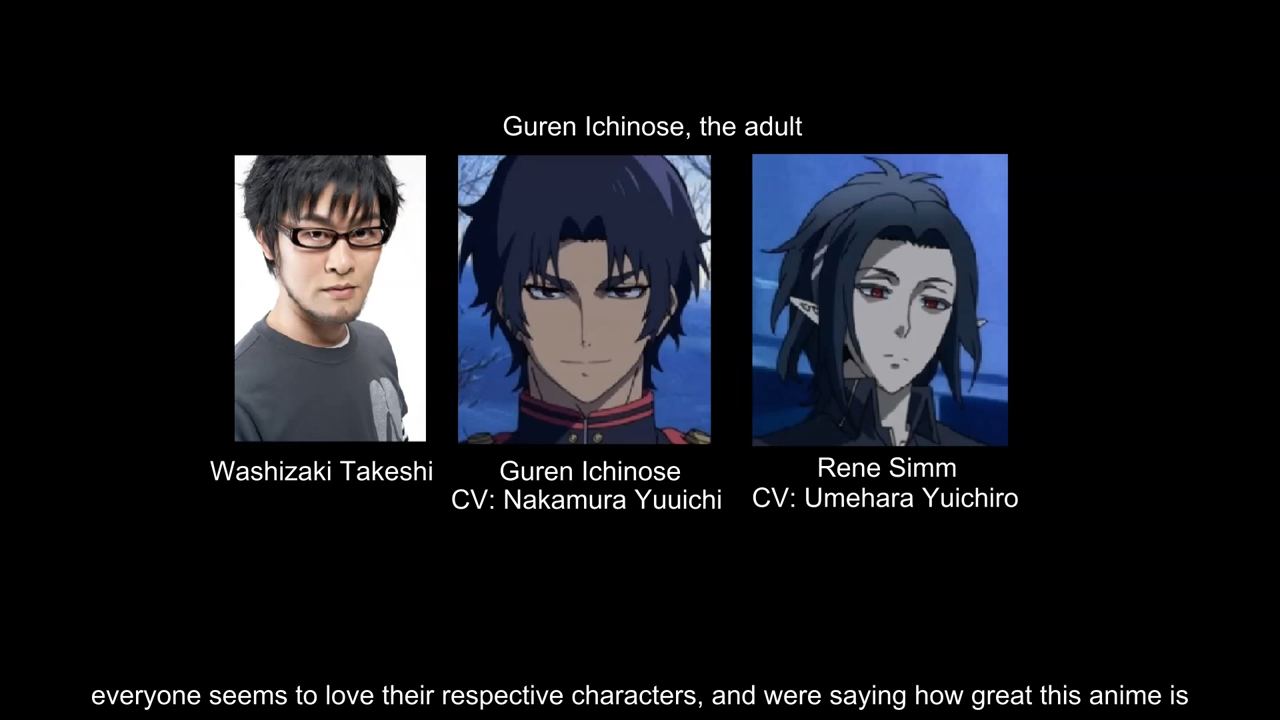 Guren Ichinose, the adult
Washizaki Takeshi
Guren Ichinose
CV: Nakamura Yuuichi
Rene Simm
CV: Umehara Yuichiro
everyone seems to love their respective characters, and were saying how great this anime is